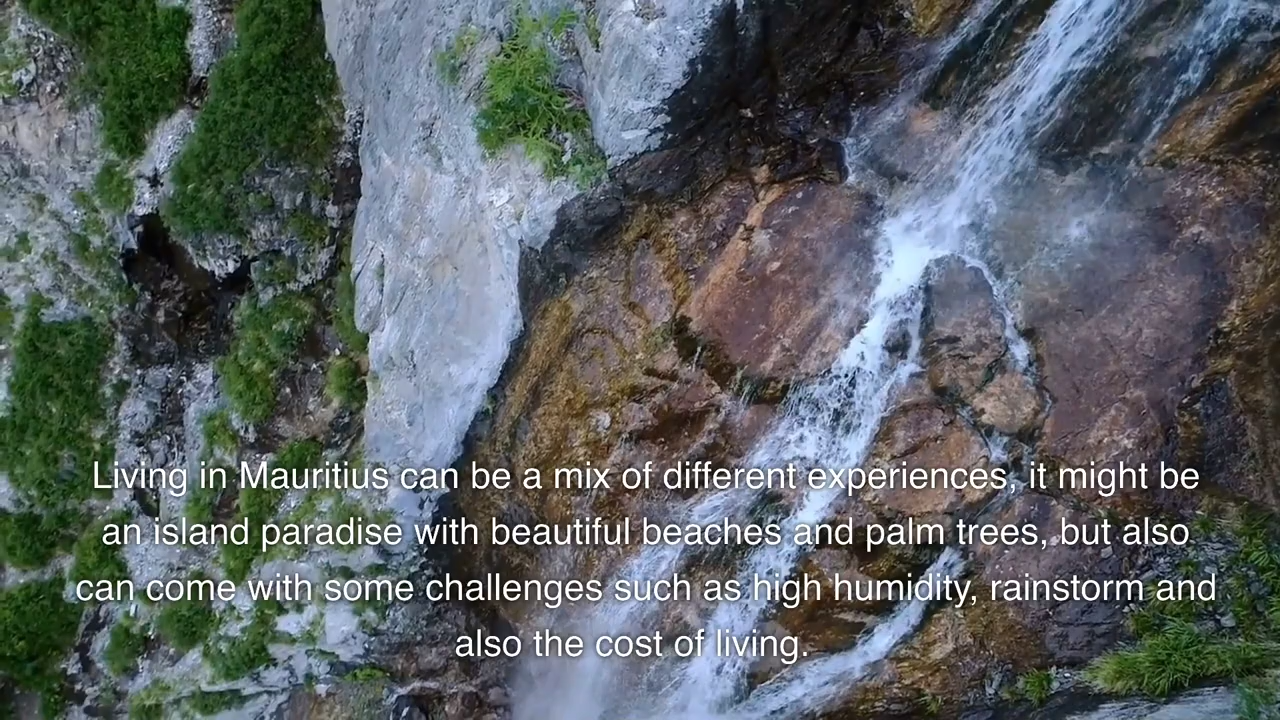 Living in Mauritius can be a mix of different experiences, it might be
an island paradise with beautiful beaches and palm trees, but also
can come with some challenges such as high humidity, rainstorm and
also the cost of living.